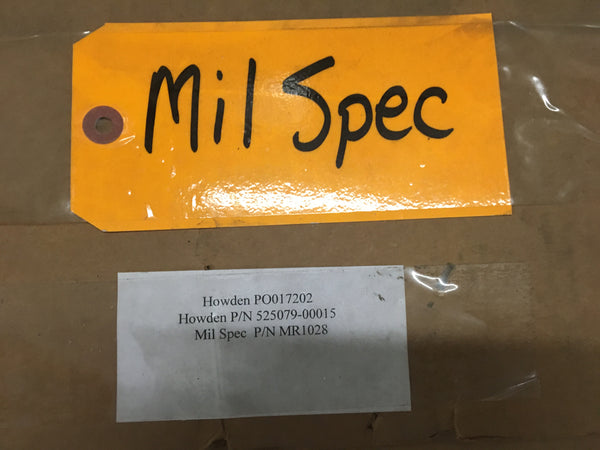 Mil Spec
Howden PO017202
Howden P/N 525079-00015
Mil Spec P/N MR1028